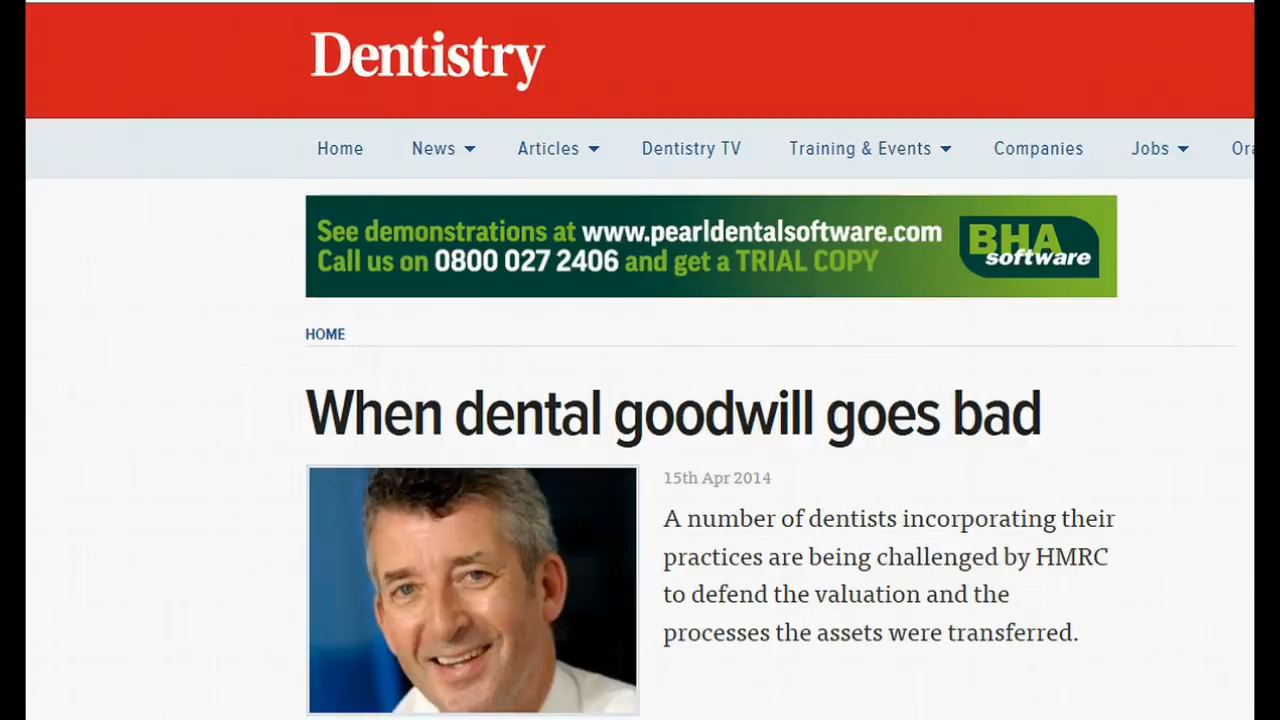 Dentistry
Home News Articles Dentistry TV Training & Events Companies Jobs
See demonstrations at www.pearldentalsoftware.com
Call us on 0800 027 2406 and get a TRIAL COPY
BHA
software
HOME
When dental goodwill goes bad
15th Apr 2014
A number of dentists incorporating their
practices are being challenged by HMRC
to defend the valuation and the
processes the assets were transferred.